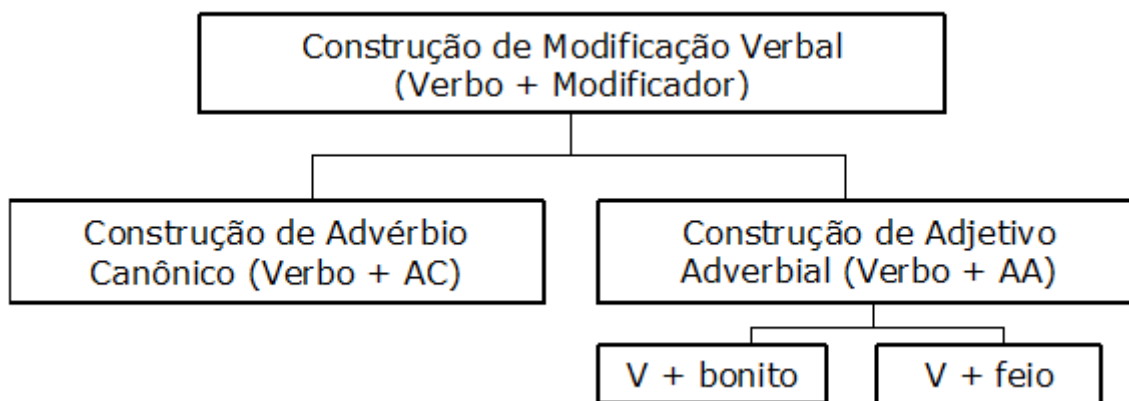 Construção de Modificação Verbal
(Verbo + Modificador)
Construção de Advérbio
Canônico (Verbo + AC)
Construção de Adjetivo
Adverbial (Verbo + AA)
V + bonito
V + feio